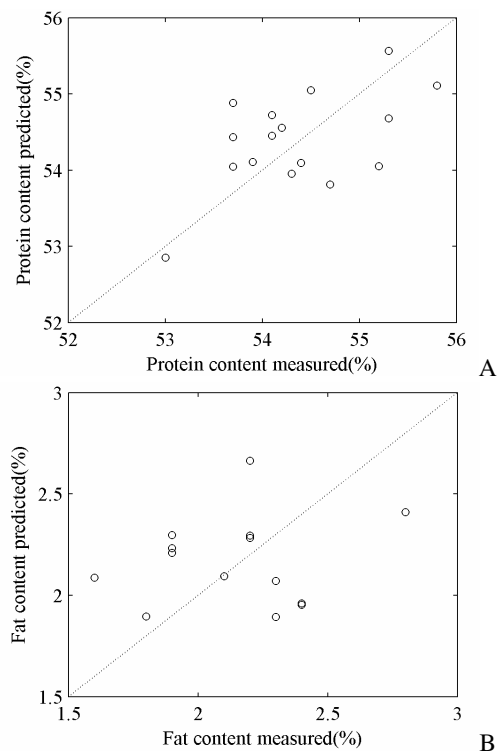 56
55
54
53
52
Protein content predicted(%)
52 53 54 55 56
Protein content measured(%)
A
3
2.5
2
1.5
Fat content predicted(%)
1.5 2 2.5 3
Fat content measured(%)
B